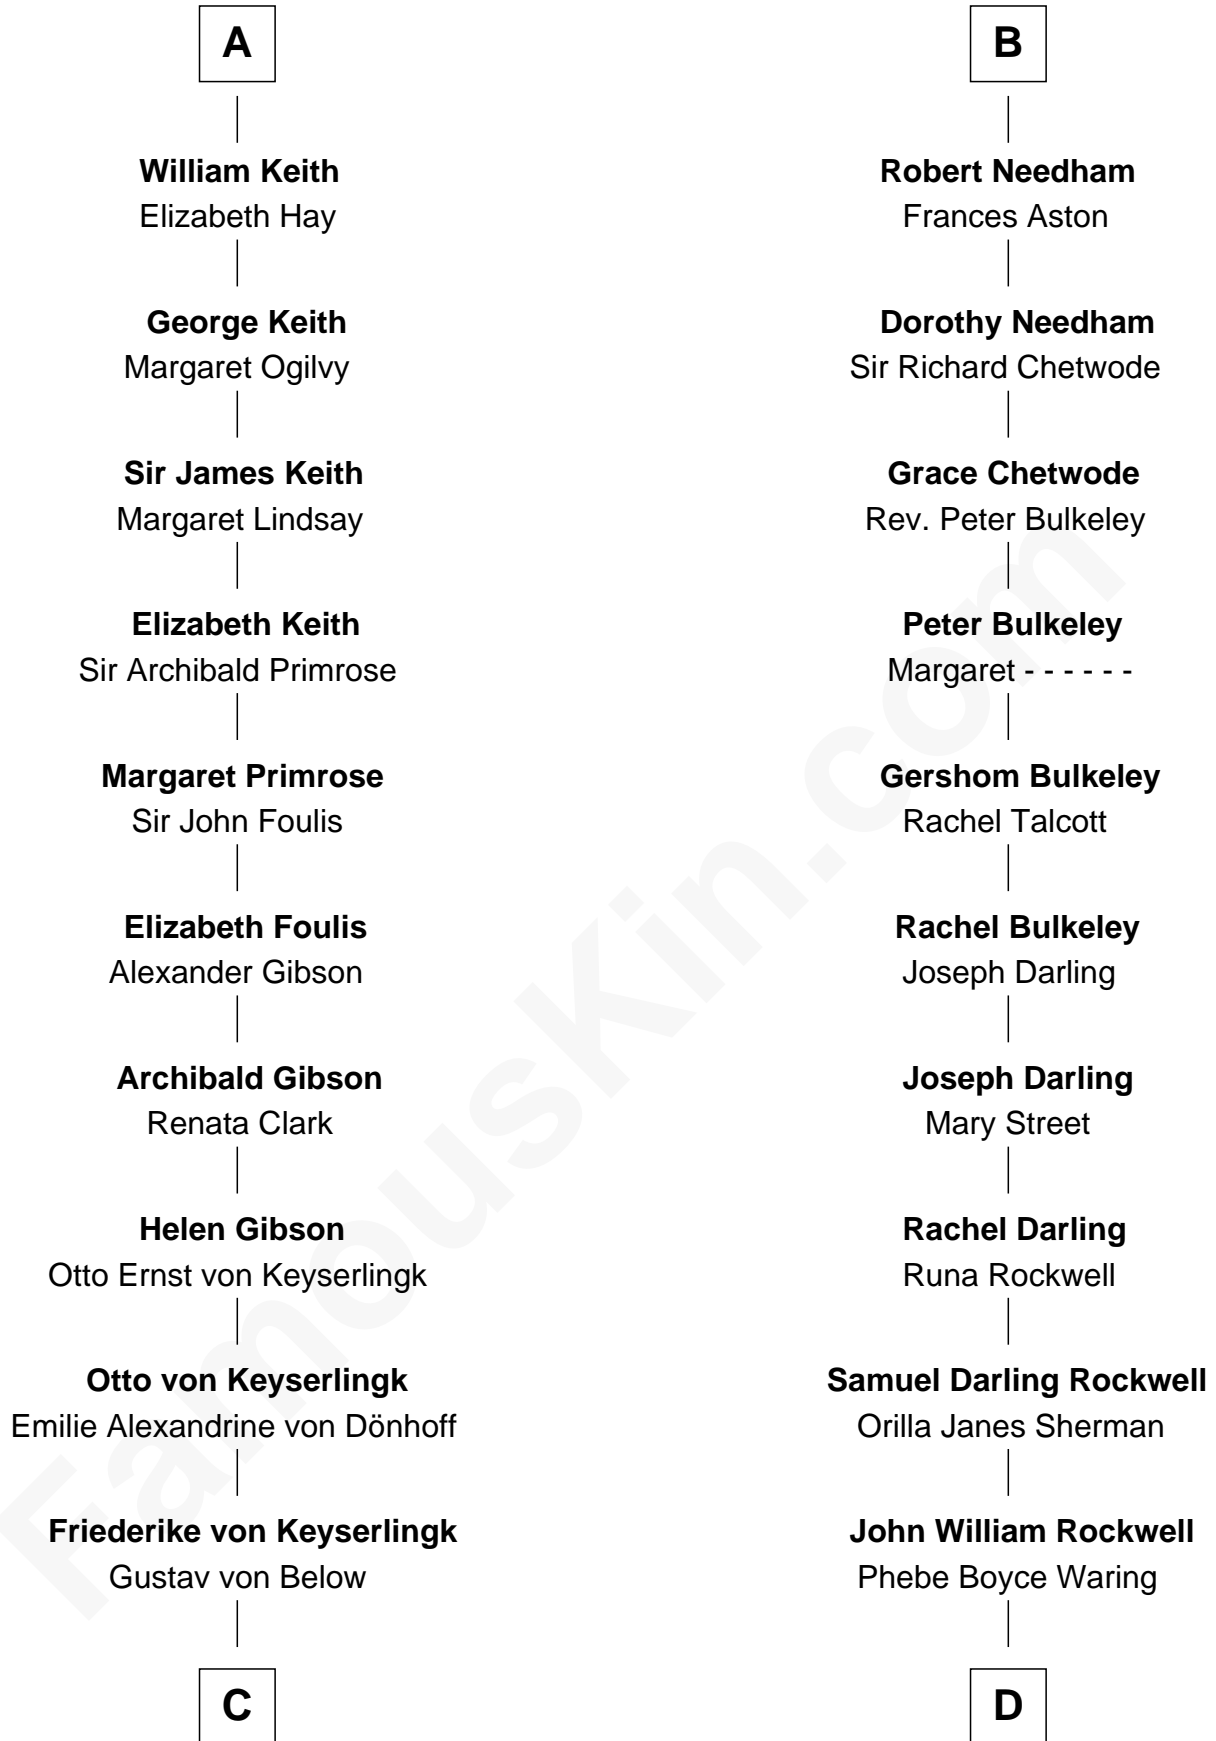 A
William Keith
Elizabeth Hay
George Keith
Margaret Ogilvy
Sir James Keith
Margaret Lindsay
Elizabeth Keith
Sir Archibald Primrose
Margaret Primrose
Sir John Foulis
Elizabeth Foulis
Alexander Gibson
Archibald Gibson
Renata Clark
Helen Gibson
Otto Ernst von Keyserlingk
Otto von Keyserlingk
Emilie Alexandrine von Dönhoff
Friederike von Keyserlingk
Gustav von Below
C
B
Robert Needham
Frances Aston
Dorothy Needham
Sir Richard Chetwode
Grace Chetwode
Rev. Peter Bulkeley
Peter Bulkeley
Margaret - - - - - -
Gershom Bulkeley
Rachel Talcott
Rachel Bulkeley
Joseph Darling
Joseph Darling
Mary Street
Rachel Darling
Runa Rockwell
Samuel Darling Rockwell
Orilla Janes Sherman
John William Rockwell
Phebe Boyce Waring
D
FamousKin.com